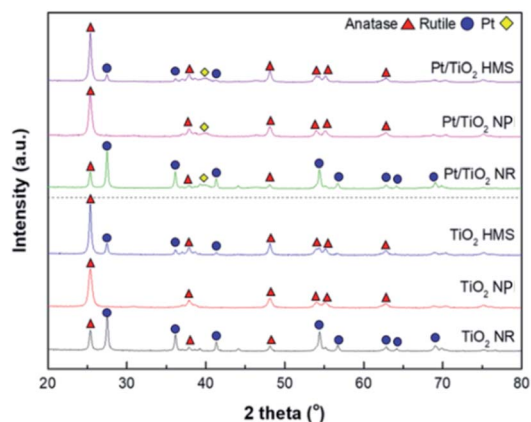 Anatase Rutile Pt
Pt/TiO₂ HMS
Pt/TiO₂ NP
Pt/TiO₂ NR
TiO₂ HMS
TiO₂ NP
TiO₂ NR
Intensity (a.u.)
20 30 40 50 60 70 80
2 theta (°)